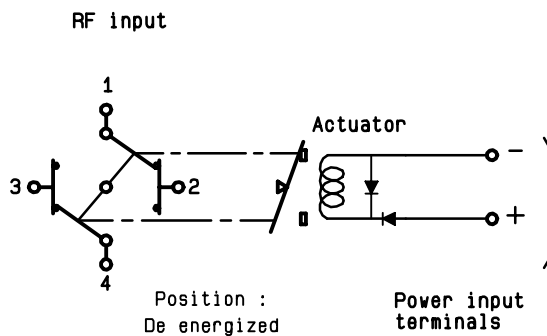 RF input
1
Actuator
-
3
2
+
4
Position :
De energized
Power input
terminals